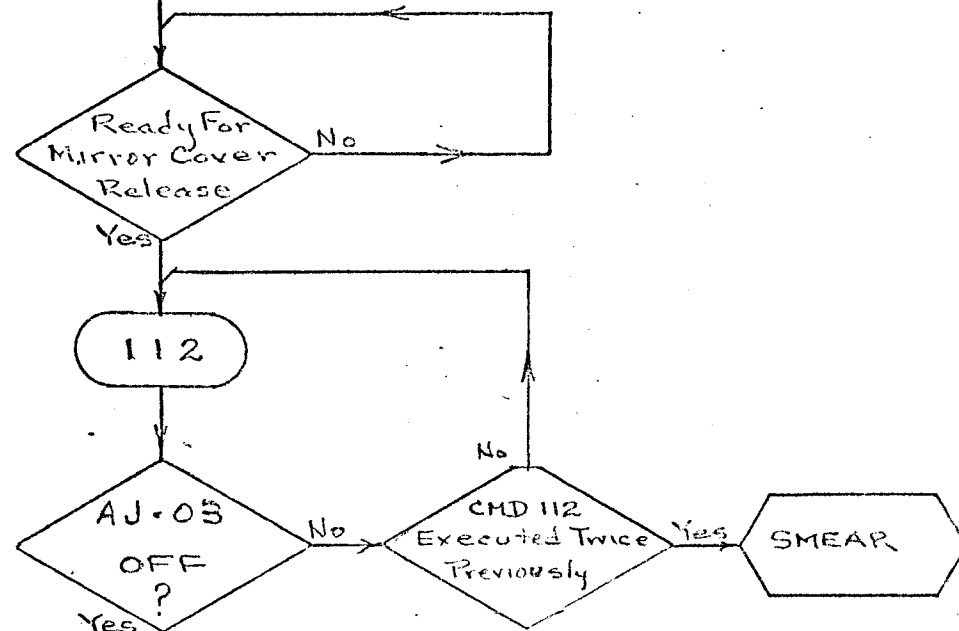 Ready For
Mirror Cover
Release
No
Yes
112
AJ-03
OFF
?
No
Yes
No
CMD 112
Executed Twice
Previously
Yes
SMEAR